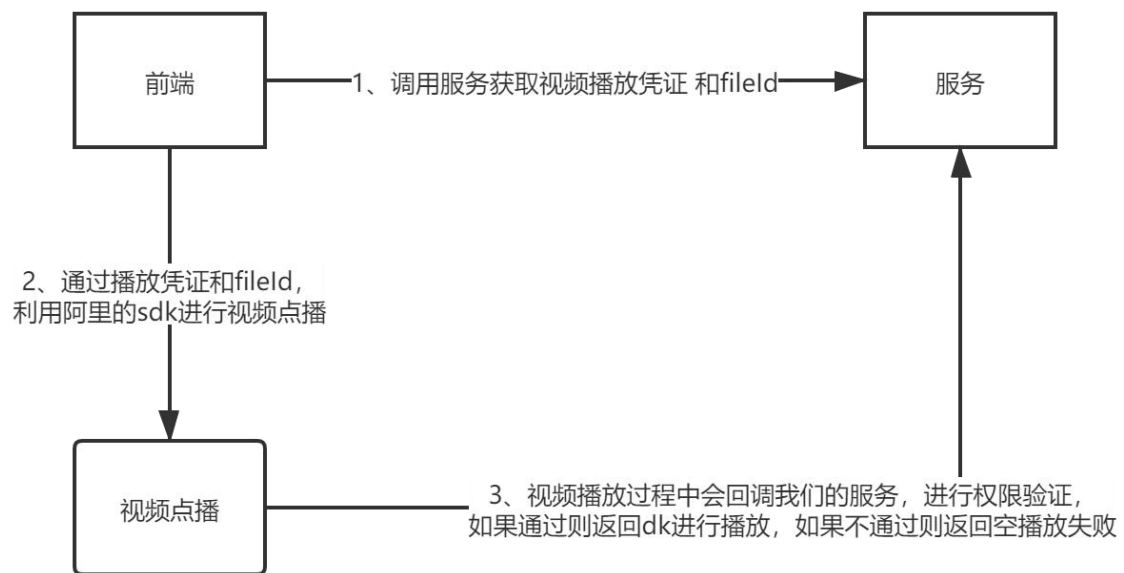 前端
1、调用服务获取视频播放凭证 和fileId
服务
2、通过播放凭证和fileId,
利用阿里的sdk进行视频点播
视频点播
3、视频播放过程中会回调我们的服务，进行权限验证，
如果通过则返回dk进行播放，如果不通过则返回空播放失败